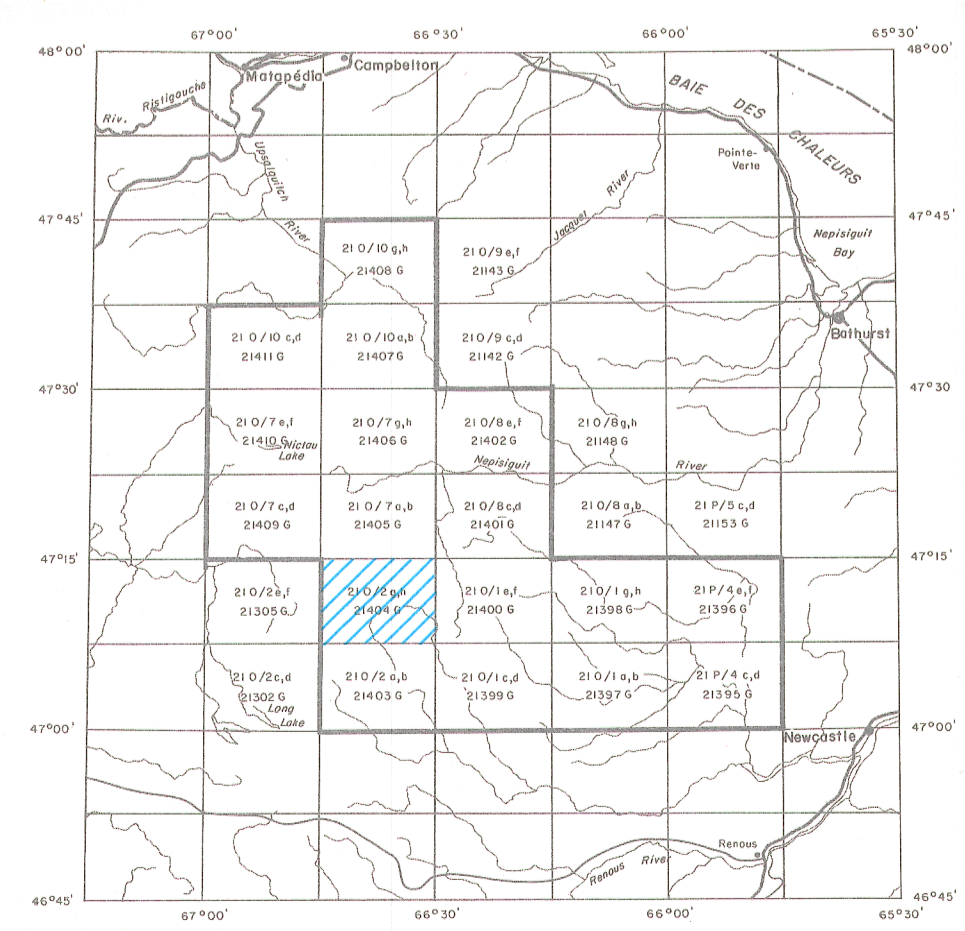 67°00' 66°30' 66°00' 65°30'
48°00' 48°00'
Matapédia
Campbelton
BAIE DES CHALEURS
Riv. Ristigouche
Pointe-
Verte
Upsalquitch
River
Jacquet River
47°45' 47°45'
Nepisiguit
Bay
21 O/10 g,h
21408 G
21 O/9 e,f
21143 G
Bathurst
21 O/10 c,d
21411 G
21 O/10 a,b
21407 G
21 O/9 c,d
21142 G
47°30' 47°30
21 O/7 e,f
21410 G
Nictau
Lake
21 O/7 g,h
21406 G
21 O/8 e,f
21402 G
21 O/8 g,h
21148 G
Nepisiguit River
21 O/7 c,d
21409 G
21 O/7 a,b
21405 G
21 O/8 c,d
21401 G
21 O/8 a,b
21147 G
21 P/5 c,d
21153 G
47°15' 47°15'
21 O/2 e,f
21305 G
21 O/2 g,h
21404 G
21 O/1 e,f
21400 G
21 O/1 g,h
21398 G
21 P/4 e,f
21396 G
21 O/2 c,d
21302 G
Long
Lake
21 O/2 a,b
21403 G
21 O/1 c,d
21399 G
21 O/1 a,b
21397 G
21 P/4 c,d
21395 G
47°00' 47°00'
Newcastle
Renous
Renous River
46°45' 46°45'
67°00' 66°30' 66°00' 65°30'